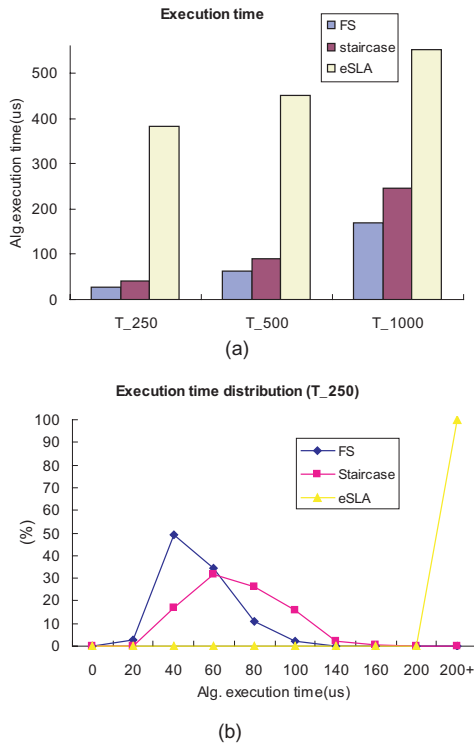 Execution time
FS
staircase
eSLA
Alg.execution time(us)
500
400
300
200
100
0
T_250
T_500
T_1000
(a)
Execution time distribution (T_250)
FS
Staircase
eSLA
(%)
100
90
80
70
60
50
40
30
20
10
0
0 20 40 60 80 100 140 160 200 200+
Alg. execution time(us)
(b)